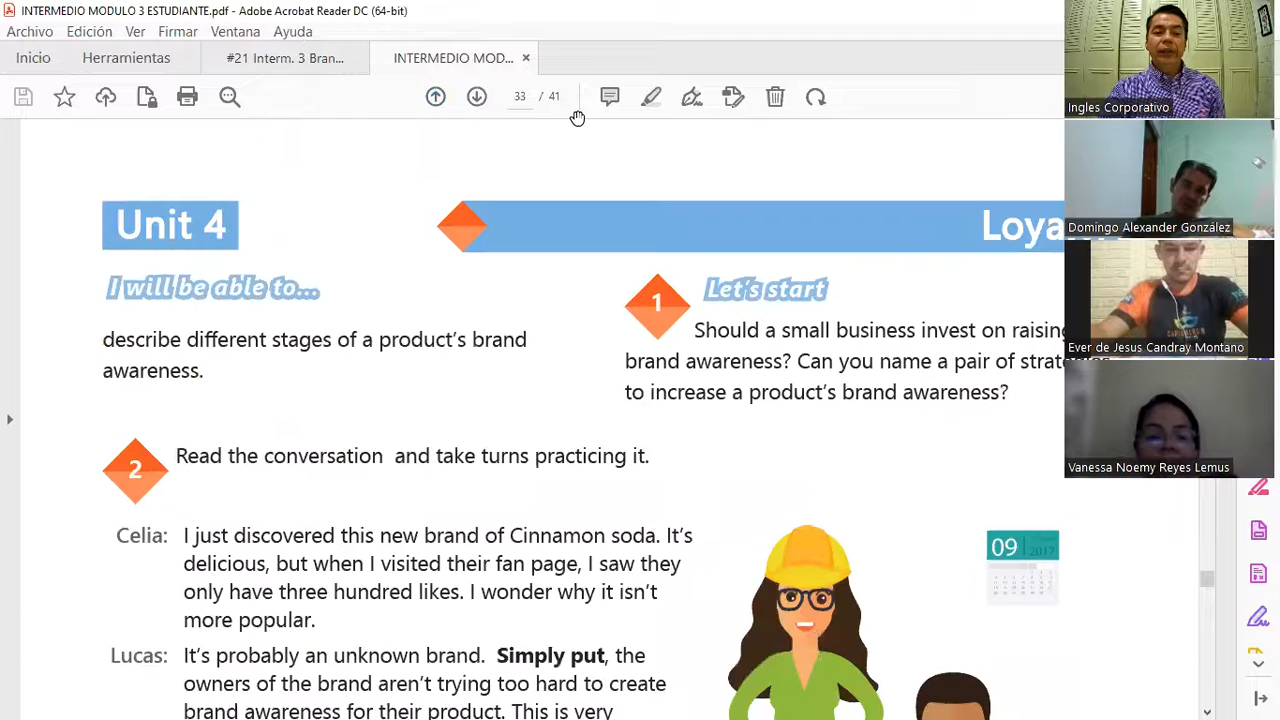 INTERMEDIO MODULO 3 ESTUDIANTE.pdf - Adobe Acrobat Reader DC (64-bit)
Archivo Edición Ver Firmar Ventana Ayuda
Inicio Herramientas #21 Interm. 3 Bran... INTERMEDIO MOD... ×
33 / 41
Unit 4
Loya
I will be able to...
describe different stages of a product's brand
awareness.
1 Let's start
Should a small business invest on raising
brand awareness? Can you name a pair of strategies
to increase a product's brand awareness?
2 Read the conversation and take turns practicing it.
Celia: I just discovered this new brand of Cinnamon soda. It's
delicious, but when I visited their fan page, I saw they
only have three hundred likes. I wonder why it isn't
more popular.
Lucas: It's probably an unknown brand. Simply put, the
owners of the brand aren't trying too hard to create
brand awareness for their product. This is very
09 2017
Ingles Corporativo
Domingo Alexander González
Ever de Jesus Candray Montano
Vanessa Noemy Reyes Lemus